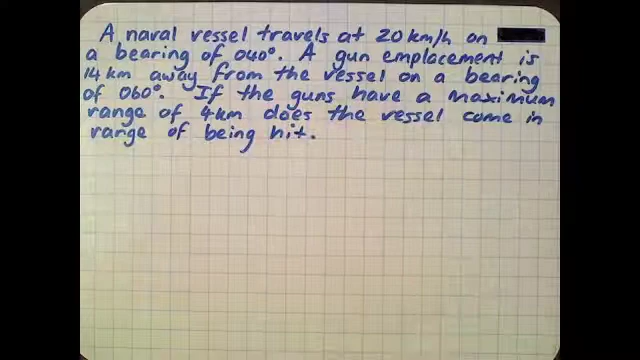 A naval vessel travels at 20 km/h on
a bearing of 040°. A gun emplacement is
14 km away from the vessel on a bearing
of 060°. If the guns have a maximum
range of 4km does the vessel come in
range of being hit.